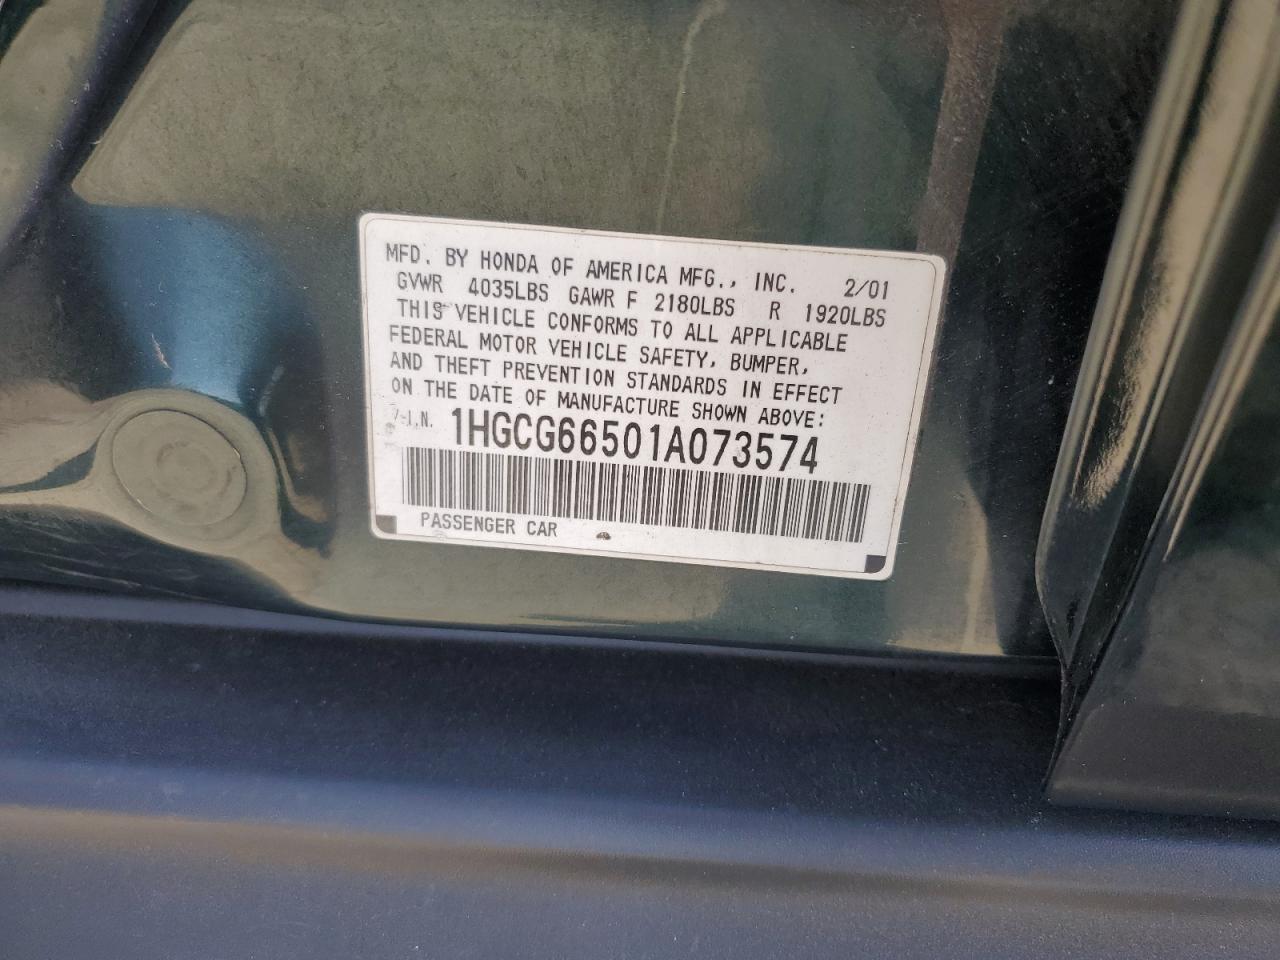 MFD. BY HONDA OF AMERICA MFG., INC. 2/01
GVWR 4035LBS GAWR F 2180LBS R 1920LBS
THIS VEHICLE CONFORMS TO ALL APPLICABLE
FEDERAL MOTOR VEHICLE SAFETY, BUMPER,
AND THEFT PREVENTION STANDARDS IN EFFECT
ON THE DATE OF MANUFACTURE SHOWN ABOVE:
V.I.N. 1HGCG66501A073574
PASSENGER CAR